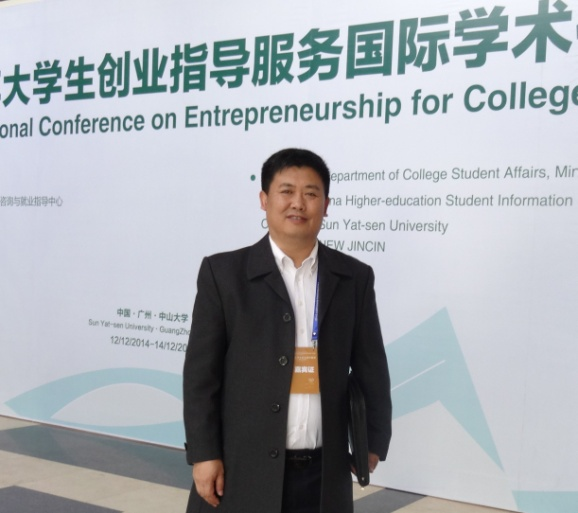 大学生创业指导服务国际学术
onal Conference on Entrepreneurship for College
epartment of College Student Affairs, Min
咨询与就业指导中心
na Higher-education Student Information
Sun Yat-sen University
EW JINCIN
中国·广州·中山大学
Sun Yat-sen University · GuangZho
12/12/2014-14/12/20
嘉宾证